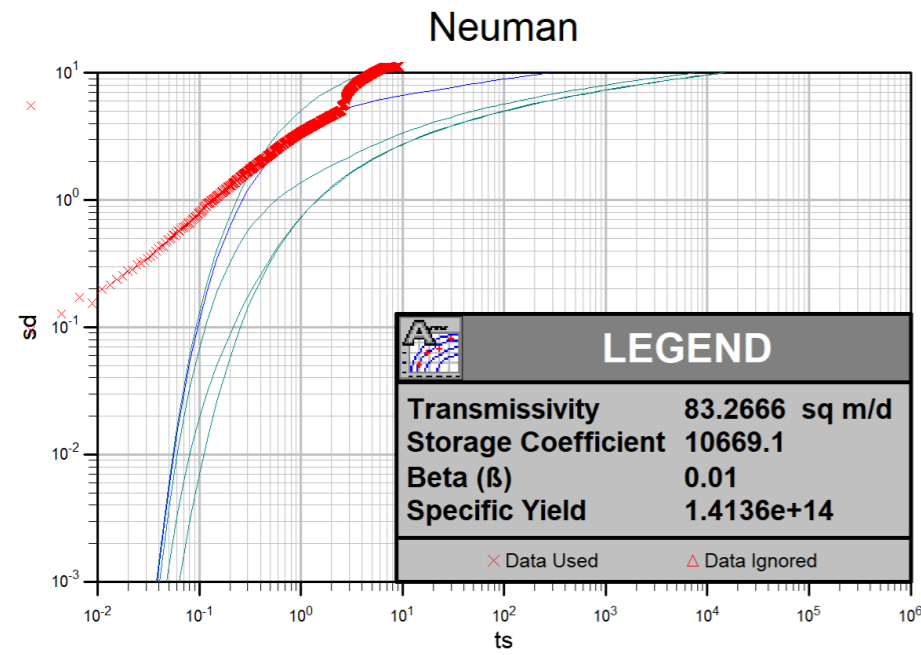 Neuman
10¹
10⁰
10⁻¹
10⁻²
10⁻³
sd
10⁻² 10⁻¹ 10⁰ 10¹ 10² 10³ 10⁴ 10⁵ 10⁶
ts
LEGEND
Transmissivity 83.2666 sq m/d
Storage Coefficient 10669.1
Beta (ß) 0.01
Specific Yield 1.4136e+14
× Data Used △ Data Ignored